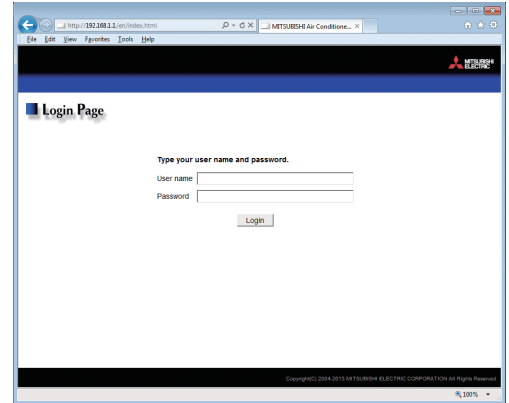 http://192.168.1.1/en/index.html
MITSUBISHI Air Conditione...
File Edit View Favorites Tools Help
MITSUBISHI ELECTRIC
Login Page
Type your user name and password.
User name
Password
Login
Copyright(C) 2004-2013 MITSUBISHI ELECTRIC CORPORATION All Rights Reserved
100%